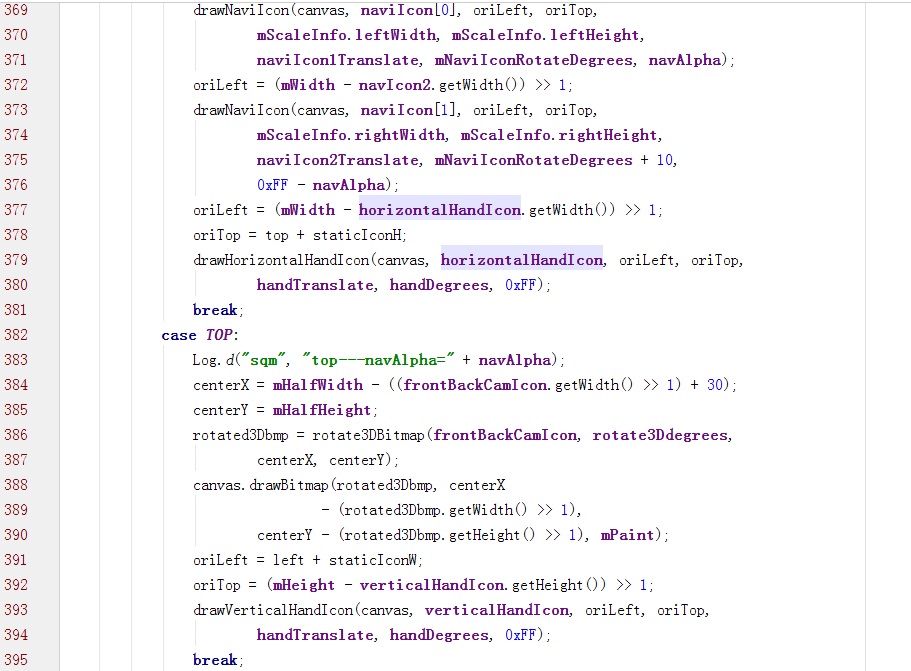 369 drawNaviIcon(canvas, naviIcon[0], oriLeft, oriTop,
370 mScaleInfo.leftWidth, mScaleInfo.leftHeight,
371 naviIcon1Translate, mNaviIconRotateDegrees, navAlpha);
372 oriLeft = (mWidth - navIcon2.getWidth()) >> 1;
373 drawNaviIcon(canvas, naviIcon[1], oriLeft, oriTop,
374 mScaleInfo.rightWidth, mScaleInfo.rightHeight,
375 naviIcon2Translate, mNaviIconRotateDegrees + 10,
376 0xFF - navAlpha);
377 oriLeft = (mWidth - horizontalHandIcon.getWidth()) >> 1;
378 oriTop = top + staticIconH;
379 drawHorizontalHandIcon(canvas, horizontalHandIcon, oriLeft, oriTop,
380 handTranslate, handDegrees, 0xFF);
381 break;
382 case TOP:
383 Log.d("sqm", "top---navAlpha=" + navAlpha);
384 centerX = mHalfWidth - ((frontBackCamIcon.getWidth() >> 1) + 30);
385 centerY = mHalfHeight;
386 rotated3Dbmp = rotate3DBitmap(frontBackCamIcon, rotate3Ddegrees,
387 centerX, centerY);
388 canvas.drawBitmap(rotated3Dbmp, centerX
389 - (rotated3Dbmp.getWidth() >> 1),
390 centerY - (rotated3Dbmp.getHeight() >> 1), mPaint);
391 oriLeft = left + staticIconW;
392 oriTop = (mHeight - verticalHandIcon.getHeight()) >> 1;
393 drawVerticalHandIcon(canvas, verticalHandIcon, oriLeft, oriTop,
394 handTranslate, handDegrees, 0xFF);
395 break;